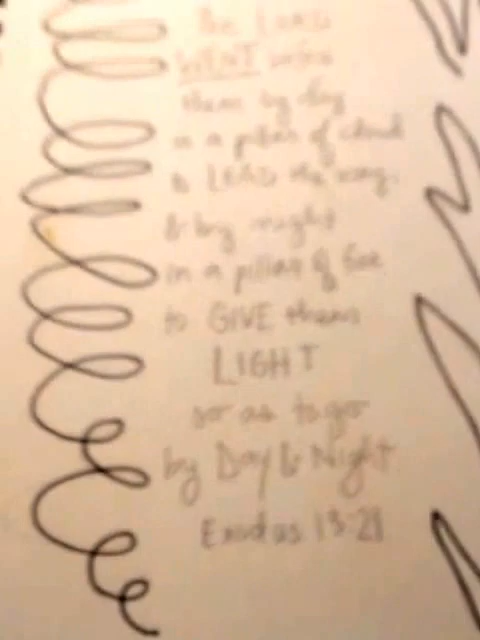 The LORD
WENT before
them by day
in a pillar of cloud
to LEAD the way.
& by night
in a pillar of fire
to GIVE them
LIGHT
so as to go
by Day & Night
Exodus 13:21